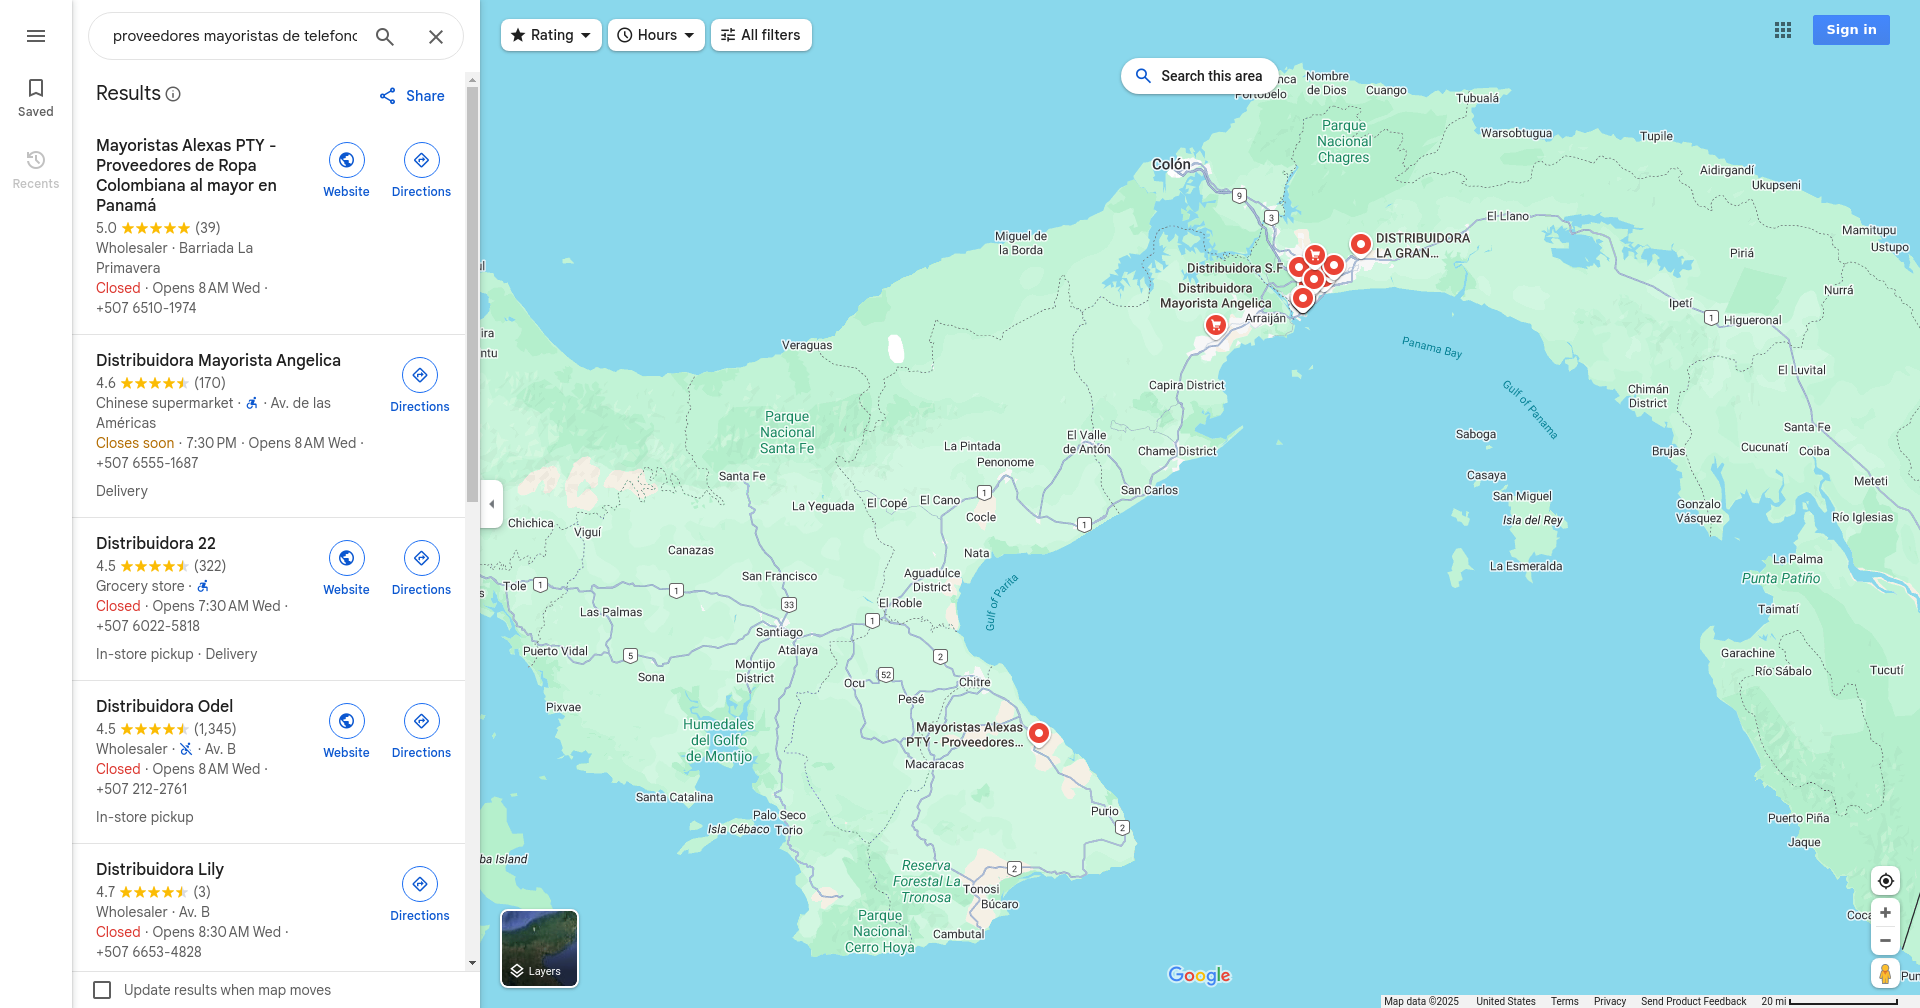 proveedores mayoristas de telefono
Rating
Hours
All filters
Sign in
Search this area
Saved
Recents
Results
Share
Mayoristas Alexas PTY -
Proveedores de Ropa
Colombiana al mayor en
Panamá
5.0 (39)
Wholesaler · Barriada La
Primavera
Closed · Opens 8 AM Wed ·
+507 6510-1974
Website
Directions
Distribuidora Mayorista Angelica
4.6 (170)
Chinese supermarket · · Av. de las
Américas
Closes soon · 7:30 PM · Opens 8 AM Wed ·
+507 6555-1687
Delivery
Directions
Distribuidora 22
4.5 (322)
Grocery store ·
Closed · Opens 7:30 AM Wed ·
+507 6022-5818
In-store pickup · Delivery
Website
Directions
Distribuidora Odel
4.5 (1,345)
Wholesaler · · Av. B
Closed · Opens 8 AM Wed ·
+507 212-2761
In-store pickup
Website
Directions
Distribuidora Lily
4.7 (3)
Wholesaler · Av. B
Closed · Opens 8:30 AM Wed ·
+507 6653-4828
Directions
Update results when map moves
Nombre
de Dios
Cuango
Portobelo
Tubualá
Warsobtugua
Tupile
Parque
Nacional
Chagres
Colón
9
3
Airdirgandí
Ukupseni
El Llano
Mamitupu
Ustupo
Miguel de
la Borda
DISTRIBUIDORA
LA GRAN...
Piriá
Distribuidora S.F
Distribuidora
Mayorista Angelica
Arraiján
Nurrá
Ipetí
1
Higueronal
Veraguas
Panama Bay
Capira District
El Luvital
Gulf of Panama
Chimán
District
Parque
Nacional
Santa Fe
La Pintada
Penonome
El Valle
de Antón
Chame District
Saboga
Santa Fe
Cucunatí
Coiba
Brujas
Santa Fe
Casaya
San Miguel
Isla del Rey
Meteti
La Yeguada
El Copé
El Cano
1
San Carlos
Cocle
1
Gonzalo
Vásquez
Río Iglesias
Chichica
Viguí
Canazas
Nata
La Esmeralda
La Palma
Punta Patiño
San Francisco
Aguadulce
District
Gulf of Parita
Tole
1
1
33
El Roble
1
Las Palmas
Taimatí
Santiago
Atalaya
Puerto Vidal
5
Sona
Montijo
District
2
52
Ocu
Chitre
Pesé
Garachine
Río Sábalo
Tucutí
Pixvae
Humedales
del Golfo
de Montijo
Mayoristas Alexas
PTY - Proveedores...
Macaracas
Santa Catalina
Palo Seco
Torio
Isla Cébaco
Purio
2
Puerto Piña
Jaque
ba Island
Reserva
Forestal La
Tronosa
2
Tonosi
Búcaro
Parque
Nacional
Cerro Hoya
Cambutal
Layers
Google
Map data ©2025
United States
Terms
Privacy
Send Product Feedback
20 mi